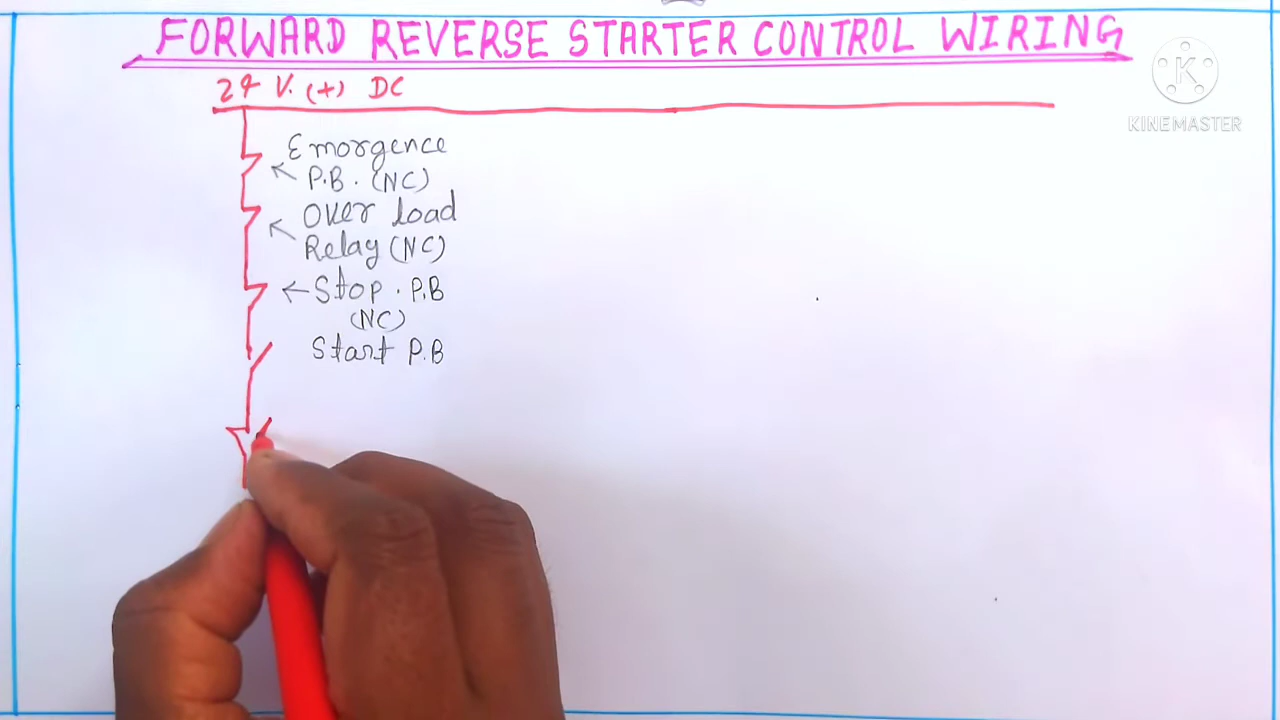 FORWARD REVERSE STARTER CONTROL WIRING
24 V. (+) DC
KINEMASTER
Emorgence
P.B. (NC)
Over load
Relay (NC)
Stop. P.B
(NC)
Start P.B